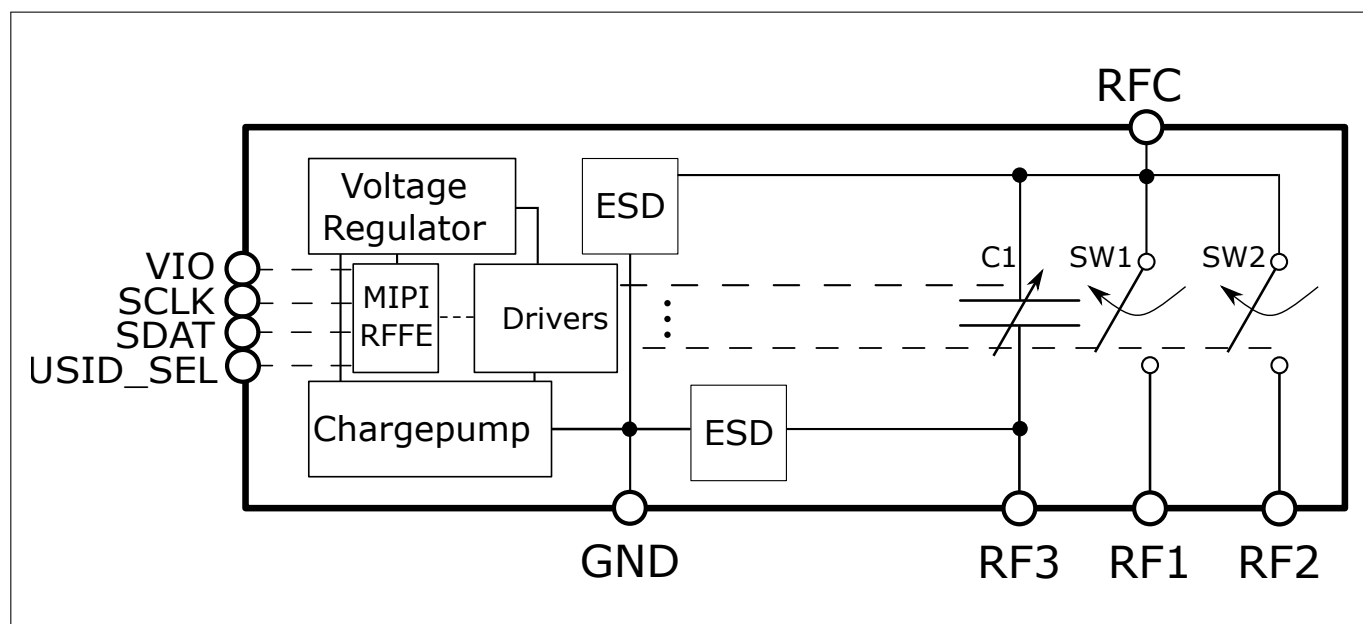 RFC
Voltage
Regulator
ESD
VIO
SCLK
SDAT
USID_SEL
MIPI
RFFE
Drivers
C1
SW1
SW2
Chargepump
ESD
GND
RF3
RF1
RF2